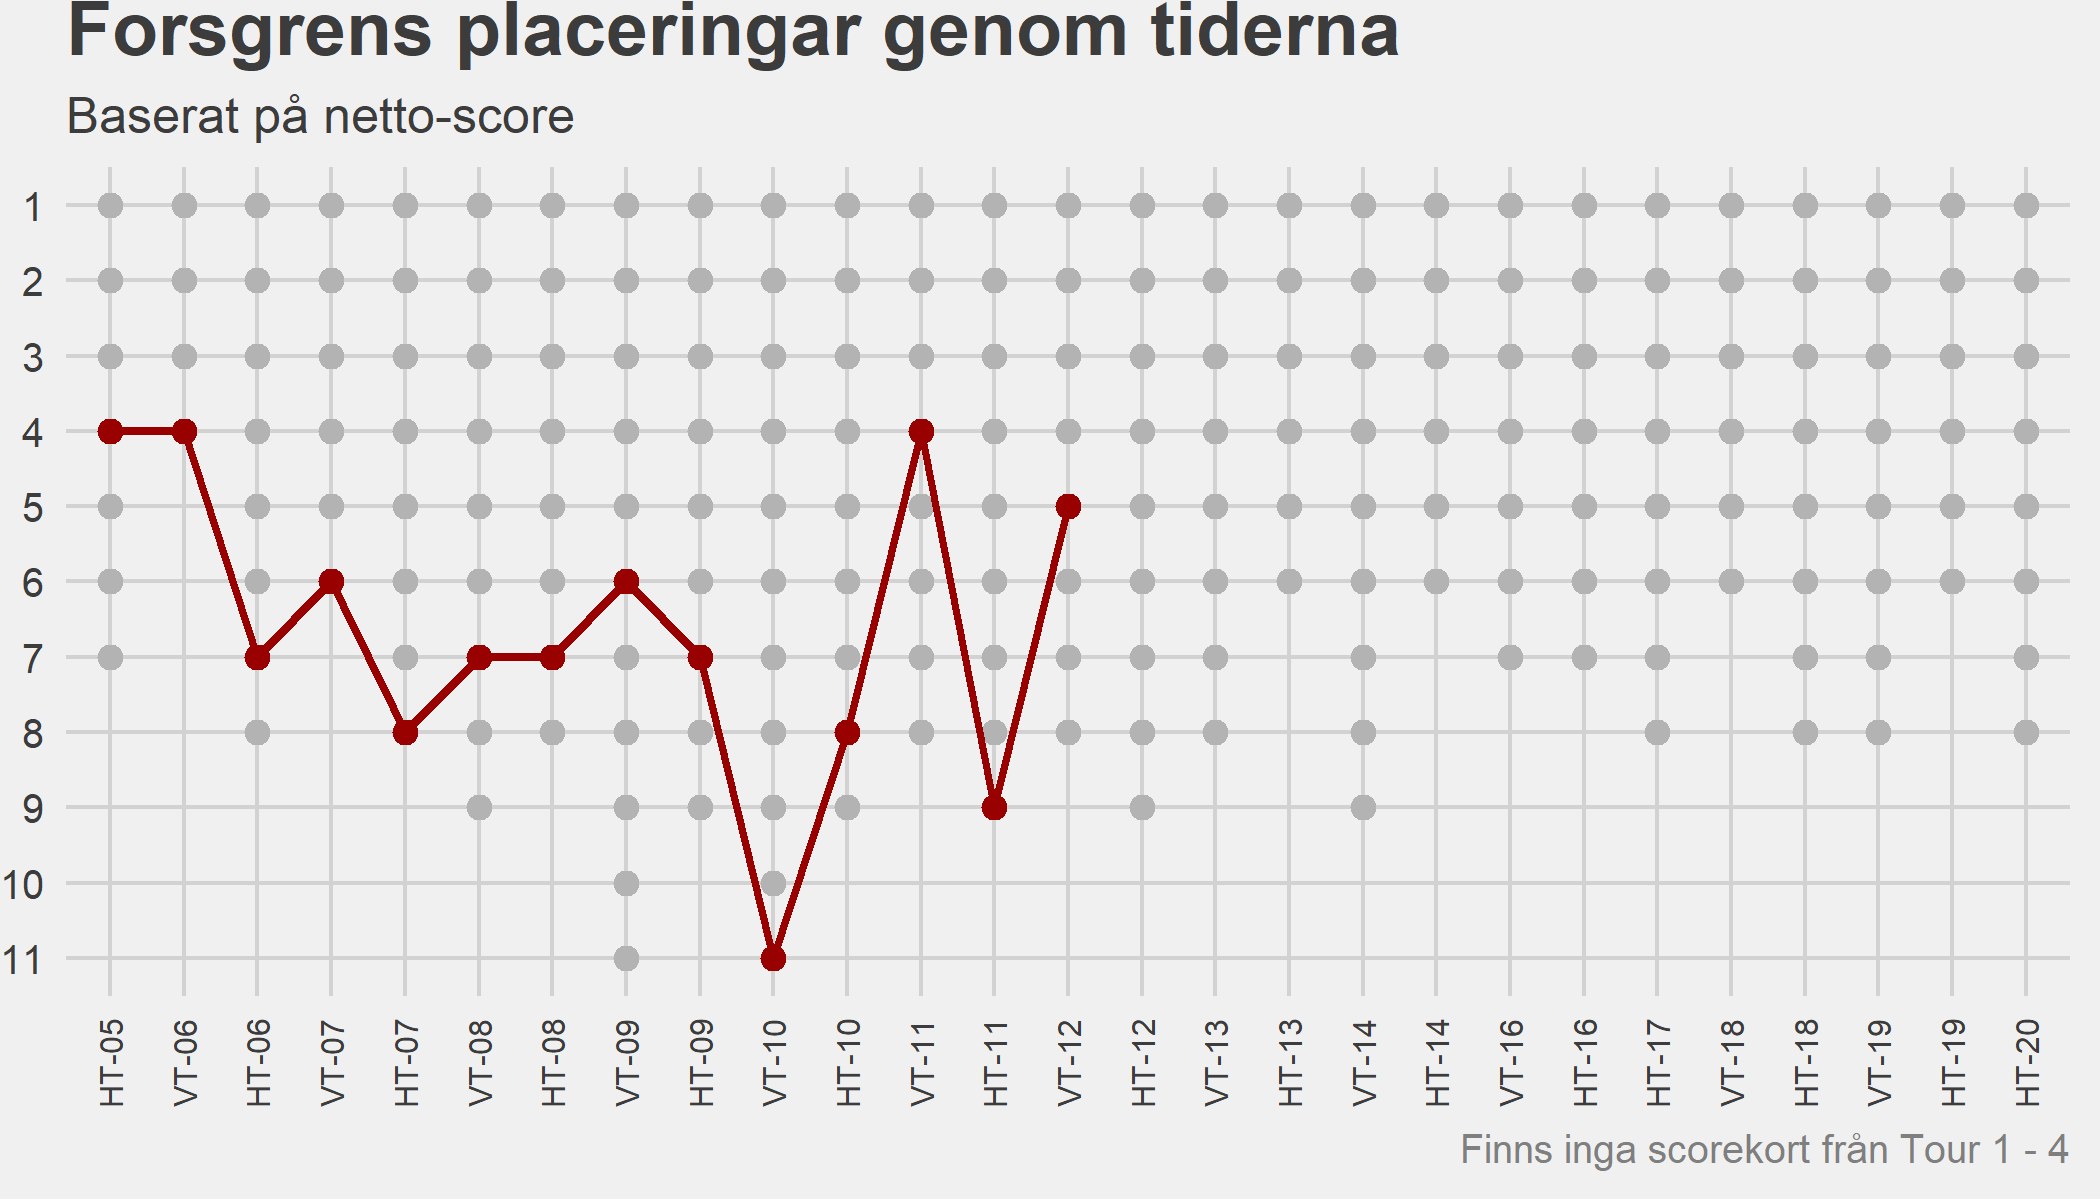 Forsgrens placeringar genom tiderna
Baserat på netto-score
1
2
3
4
5
6
7
8
9
10
11
HT-05
VT-06
HT-06
VT-07
HT-07
VT-08
HT-08
VT-09
HT-09
VT-10
HT-10
VT-11
HT-11
VT-12
HT-12
VT-13
HT-13
VT-14
HT-14
VT-16
HT-16
HT-17
VT-18
HT-18
VT-19
HT-19
HT-20
Finns inga scorekort från Tour 1 - 4